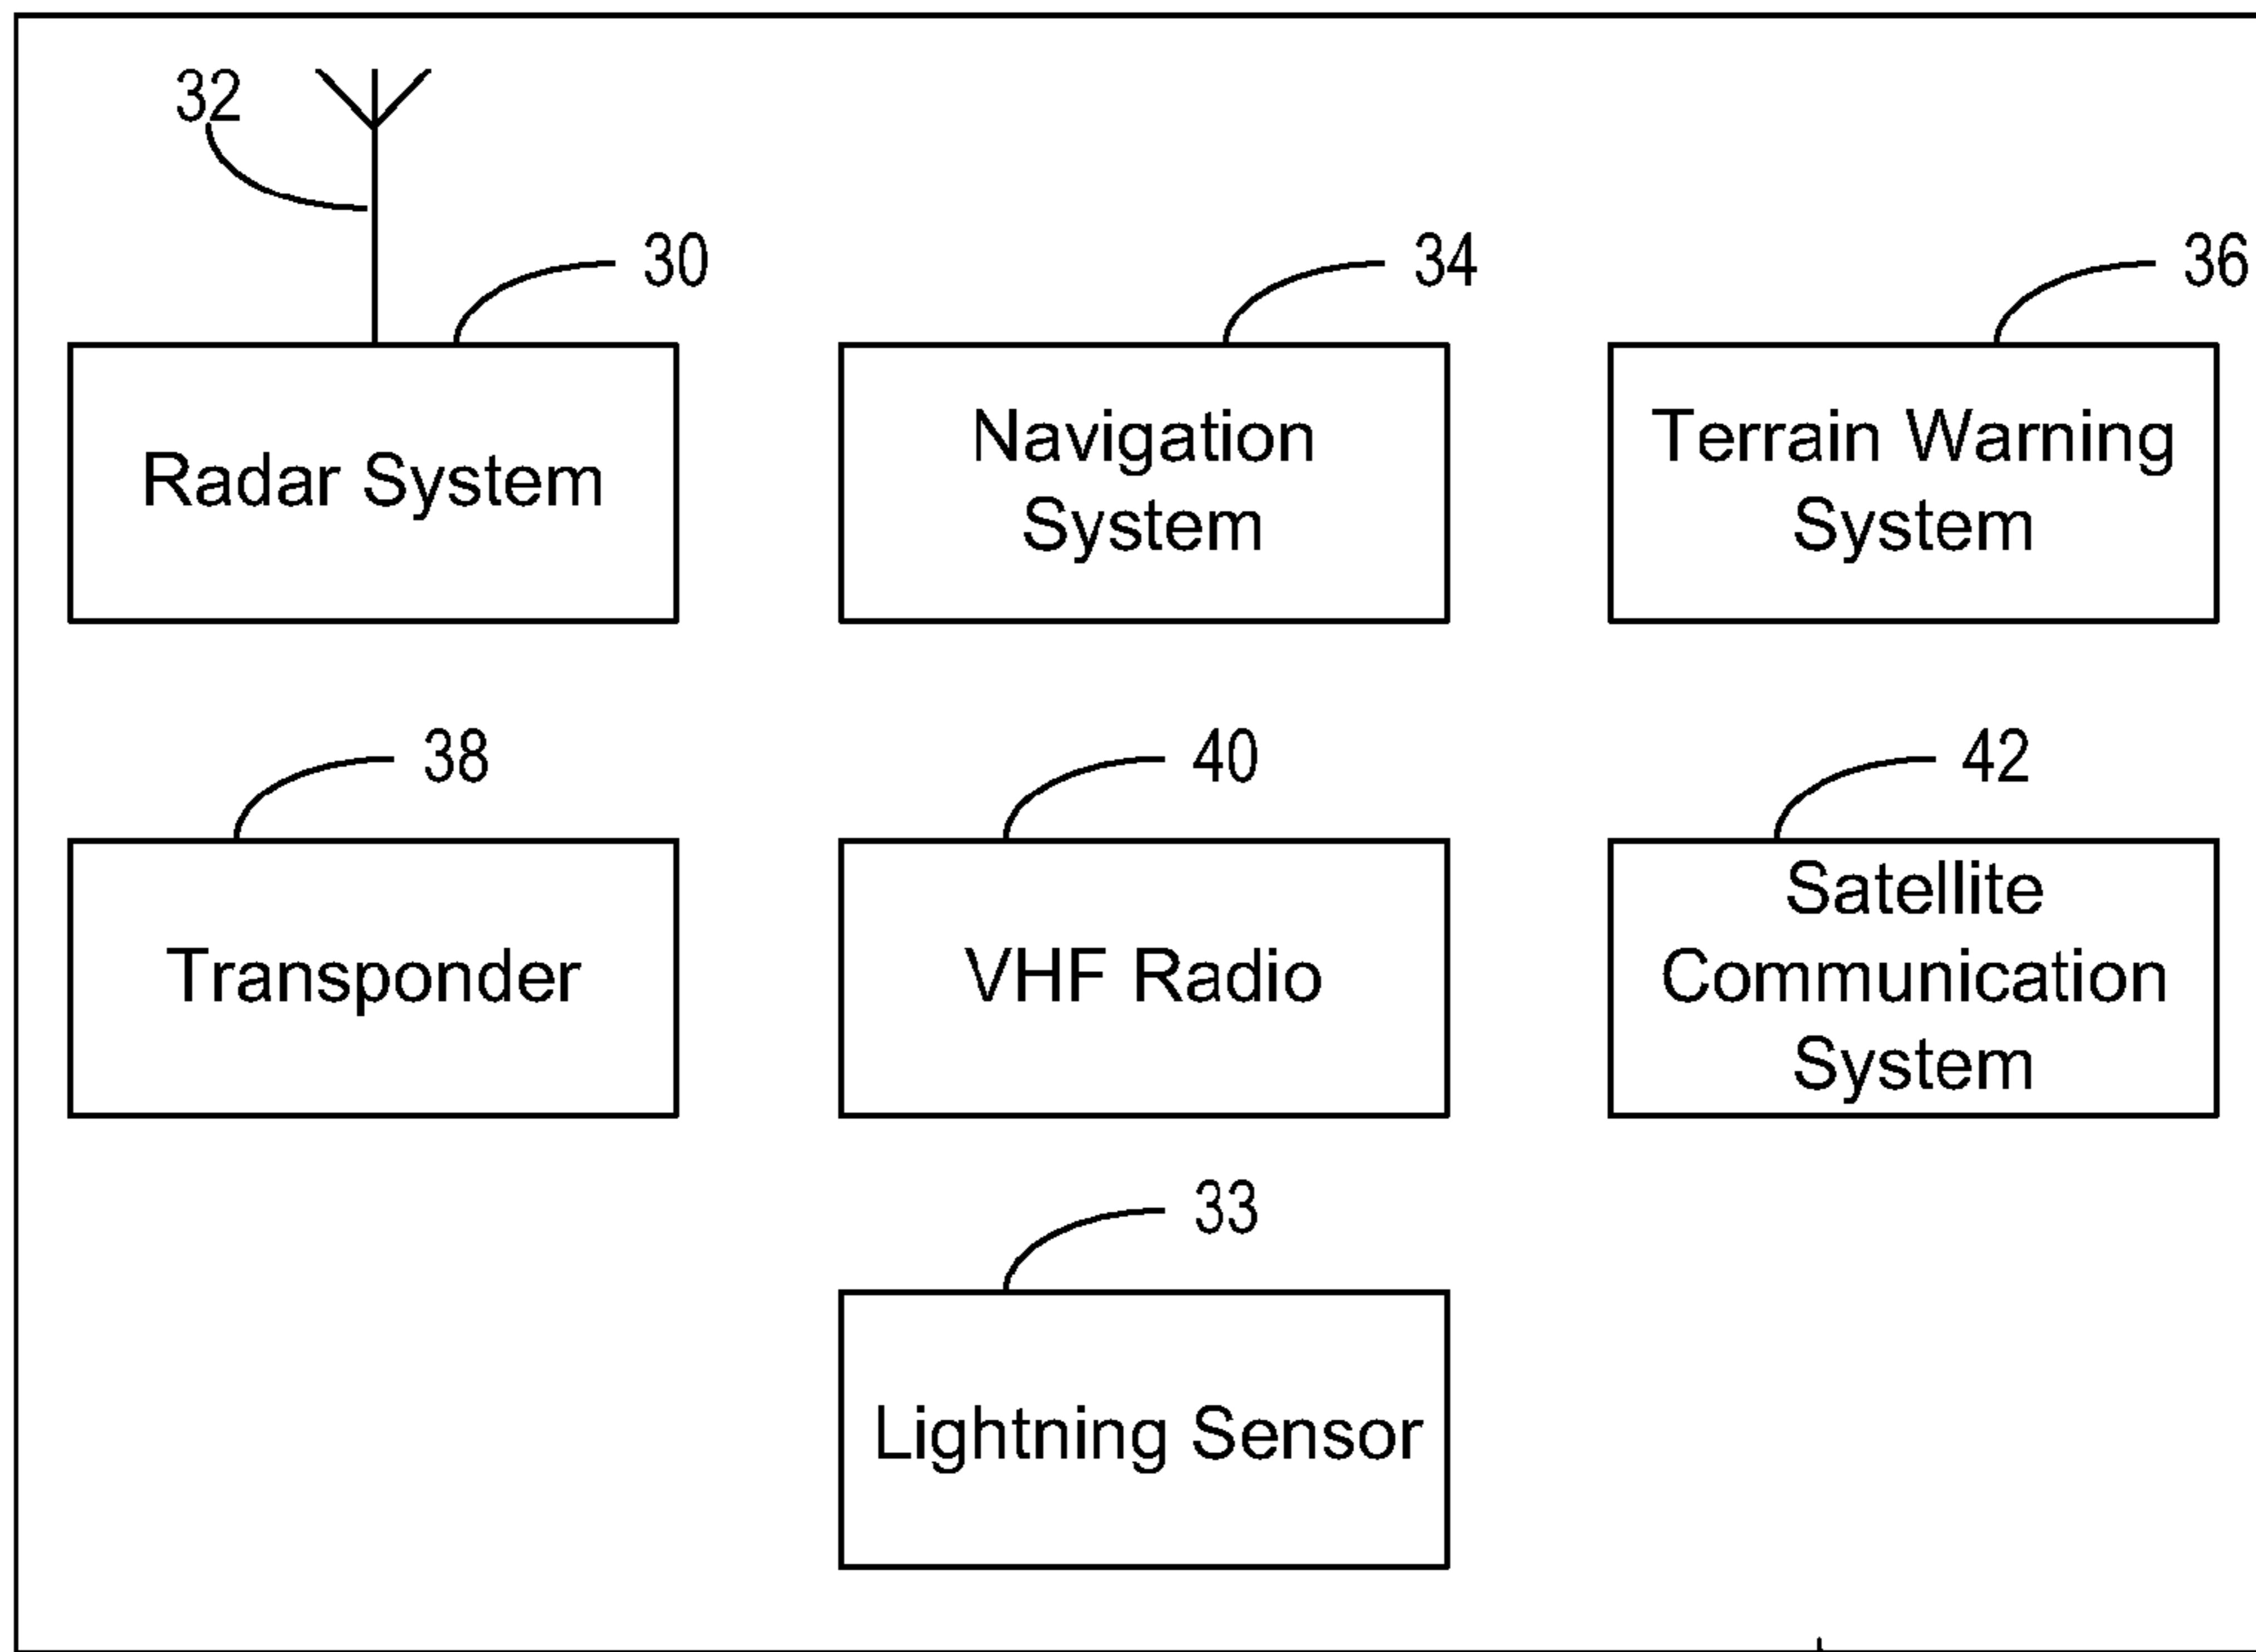 32
30
34
36
Radar System
Navigation
System
Terrain Warning
System
38
40
42
Transponder
VHF Radio
Satellite
Communication
System
33
Lightning Sensor